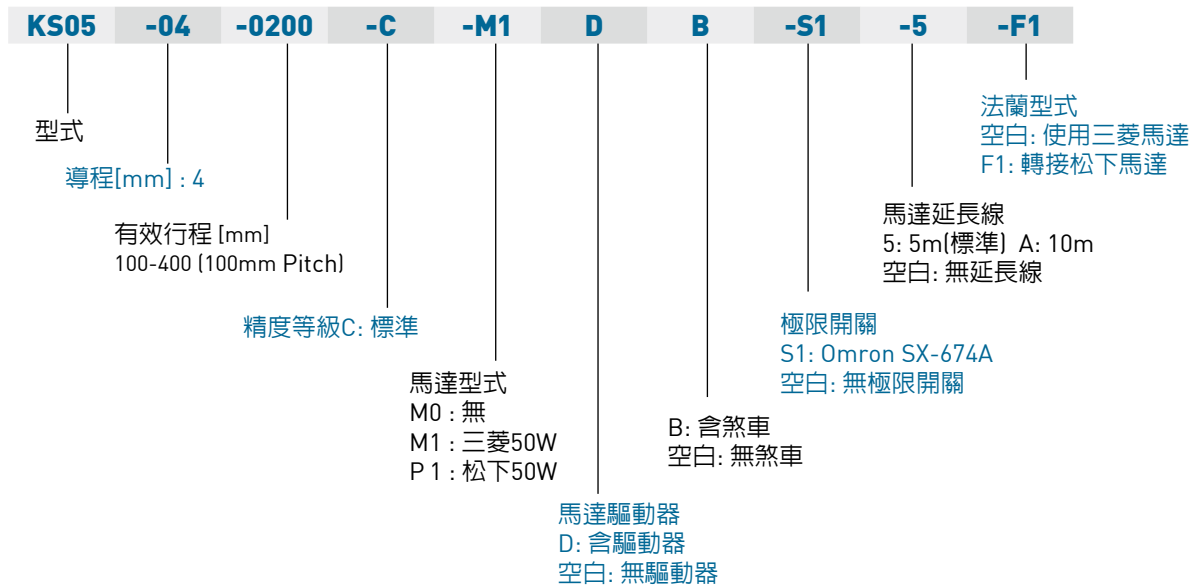 KS05 -04 -0200 -C -M1 D B -S1 -5 -F1
型式
導程[mm] : 4
有效行程 [mm]
100-400 (100mm Pitch)
精度等級C: 標準
馬達型式
M0 : 無
M1 : 三菱50W
P 1 : 松下50W
馬達驅動器
D: 含驅動器
空白: 無驅動器
B: 含煞車
空白: 無煞車
極限開關
S1: Omron SX-674A
空白: 無極限開關
馬達延長線
5: 5m(標準) A: 10m
空白: 無延長線
法蘭型式
空白: 使用三菱馬達
F1: 轉接松下馬達